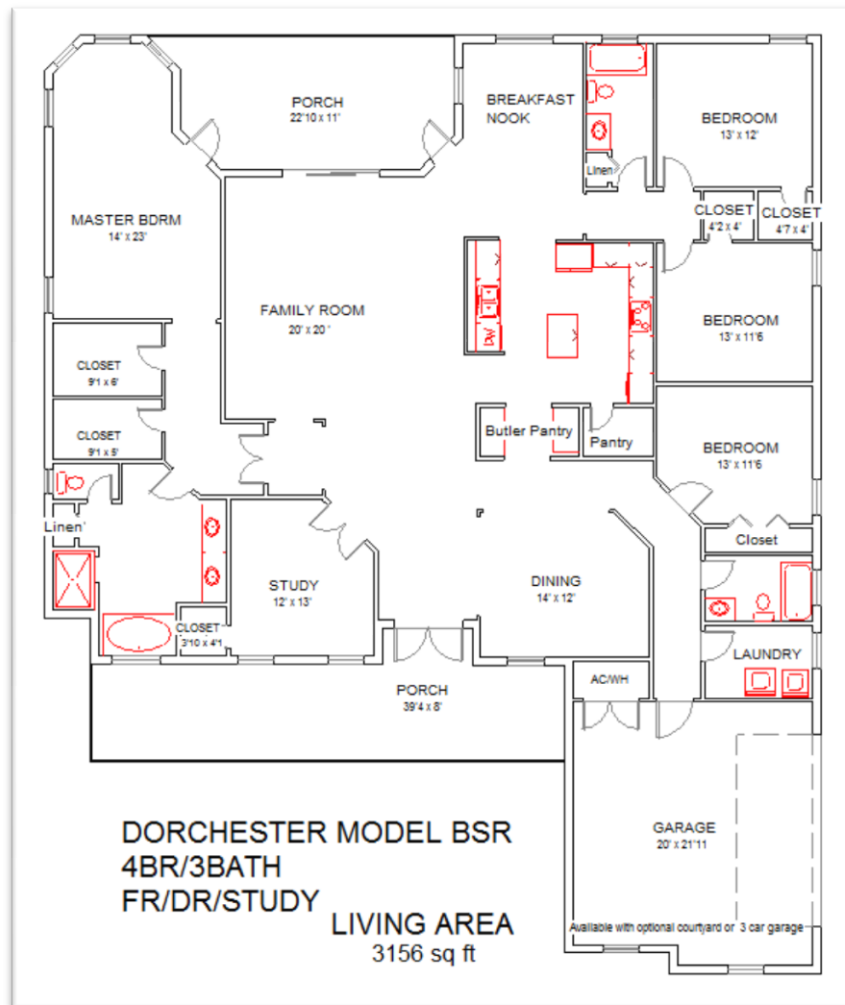 PORCH
22'10 x 11'
BREAKFAST
NOOK
BEDROOM
13' x 12'
Linen
MASTER BDRM
14' x 23'
CLOSET
4'2 x 4'
CLOSET
4'7 x 4'
FAMILY ROOM
20' x 20 '
DW
BEDROOM
13' x 11'6
CLOSET
9'1 x 6'
CLOSET
9'1 x 5'
Butler Pantry
Pantry
BEDROOM
13' x 11'6
Linen'
Closet
STUDY
12' x 13'
DINING
14' x 12'
CLOSET
3'10 x 4'1
LAUNDRY
AC/WH
PORCH
39'4 x 8'
GARAGE
20' x 21'11
Available with optional courtyard or 3 car garage
DORCHESTER MODEL BSR
4BR/3BATH
FR/DR/STUDY
LIVING AREA
3156 sq ft